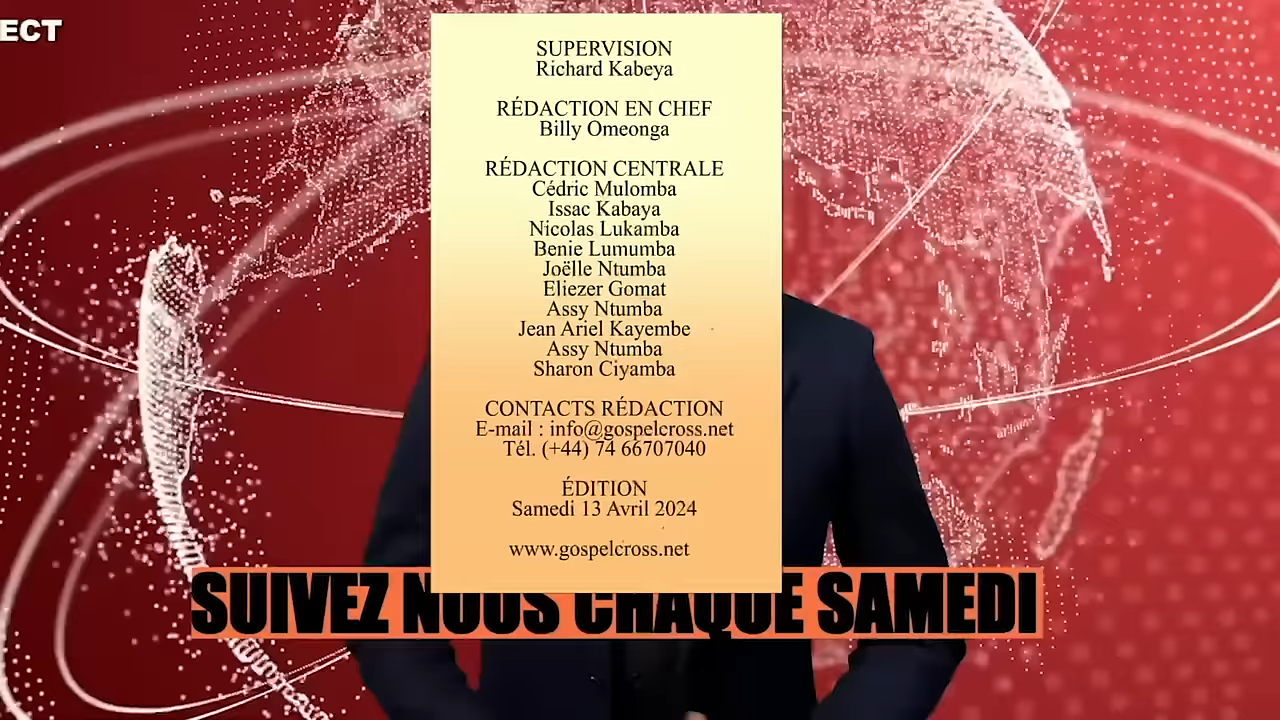 ECT
SUPERVISION
Richard Kabeya
RÉDACTION EN CHEF
Billy Omeonga
RÉDACTION CENTRALE
Cédric Mulomba
Issac Kabaya
Nicolas Lukamba
Benie Lumumba
Joëlle Ntumba
Eliezer Gomat
Assy Ntumba
Jean Ariel Kayembe
Assy Ntumba
Sharon Ciyamba
CONTACTS RÉDACTION
E-mail : info@gospelcross.net
Tél. (+44) 74 66707040
ÉDITION
Samedi 13 Avril 2024
www.gospelcross.net
SUIVEZ NOUS CHAQUE SAMEDI